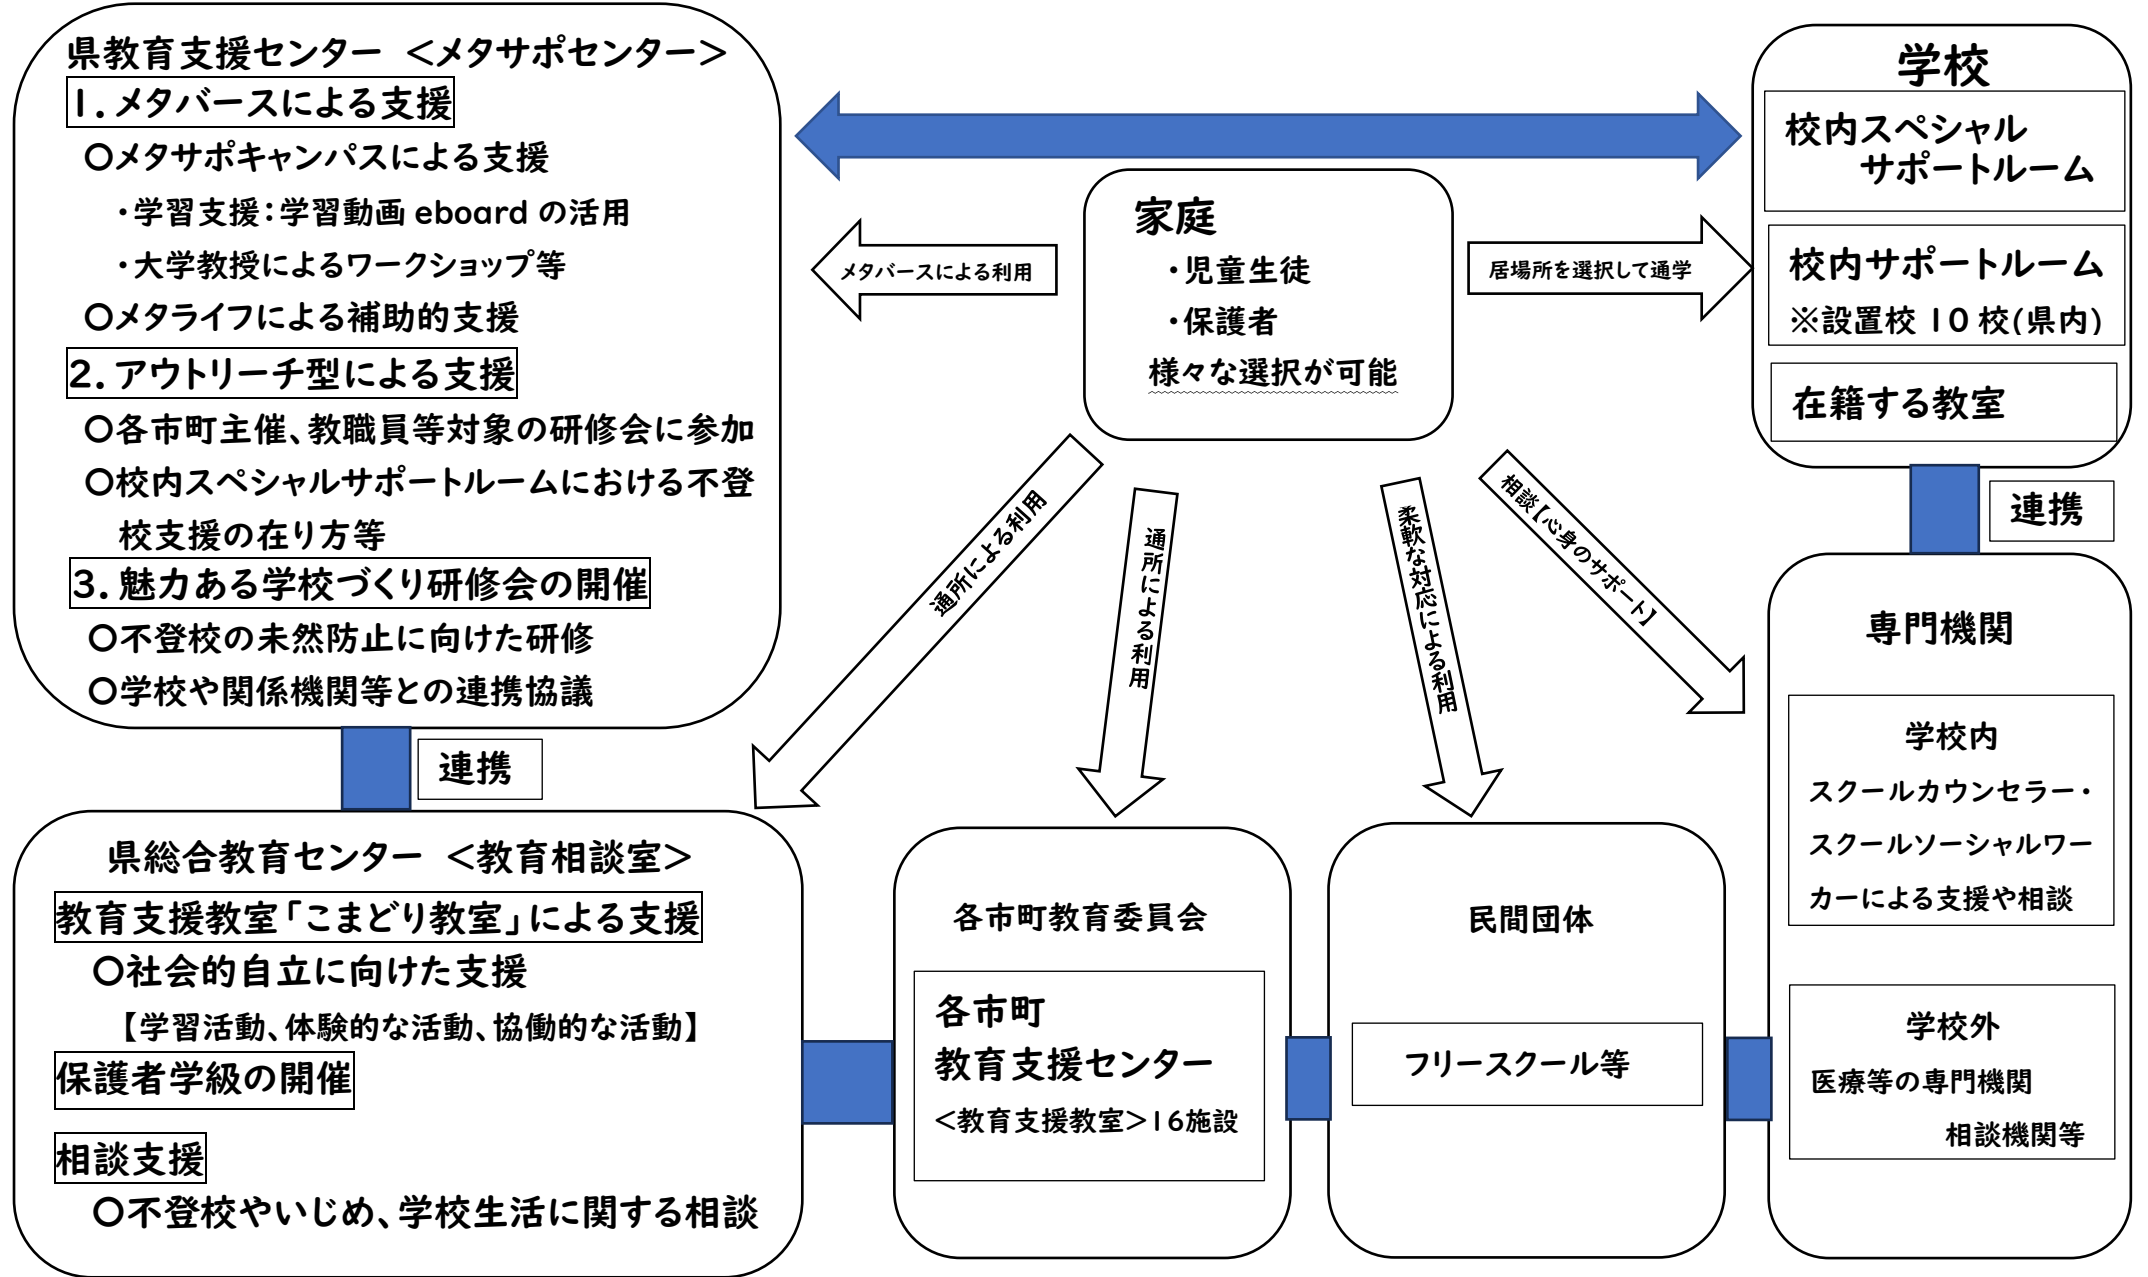 県教育支援センター <メタサポセンター>
1.メタバースによる支援
〇メタサポキャンパスによる支援
・学習支援:学習動画 eboard の活用
・大学教授によるワークショップ等
〇メタライフによる補助的支援
2.アウトリーチ型による支援
〇各市町主催、教職員等対象の研修会に参加
〇校内スペシャルサポートルームにおける不登
校支援の在り方等
3.魅力ある学校づくり研修会の開催
〇不登校の未然防止に向けた研修
〇学校や関係機関等との連携協議
連携
県総合教育センター <教育相談室>
教育支援教室「こまどり教室」による支援
〇社会的自立に向けた支援
【学習活動、体験的な活動、協働的な活動】
保護者学級の開催
相談支援
〇不登校やいじめ、学校生活に関する相談
家庭
・児童生徒
・保護者
様々な選択が可能
メタバースによる利用
居場所を選択して通学
通所による利用
通所による利用
柔軟な対応による利用
相談【心身のサポート】
学校
校内スペシャル
サポートルーム
校内サポートルーム
※設置校 10 校(県内)
在籍する教室
連携
各市町教育委員会
各市町
教育支援センター
<教育支援教室>16施設
民間団体
フリースクール等
専門機関
学校内
スクールカウンセラー・
スクールソーシャルワー
カーによる支援や相談
学校外
医療等の専門機関
相談機関等